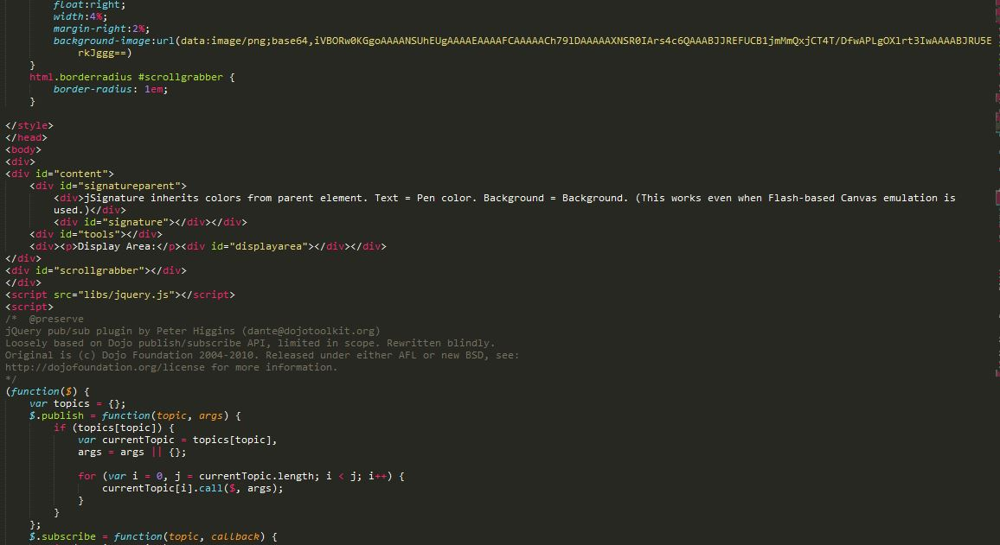 float:right;
width:4%;
margin-right:2%;
background-image:url(data:image/png;base64,iVBORw0KGgoAAAANSUhEUgAAAAEAAAAFCAAAAACh79lDAAAAAXNSR0IArs4c6QAAABJJREFUCB1jmMmQxjCT4T/DfwAPLgOXlrt3IwAAAABJRU5E
rkJggg==)
}
html.borderradius #scrollgrabber {
border-radius: 1em;
}
</style>
</head>
<body>
<div>
<div id="content">
<div id="signatureparent">
<div>jSignature inherits colors from parent element. Text = Pen color. Background = Background. (This works even when Flash-based Canvas emulation is
used.)</div>
<div id="signature"></div></div>
<div id="tools"></div>
<div><p>Display Area:</p><div id="displayarea"></div></div>
</div>
<div id="scrollgrabber"></div>
</div>
<script src="libs/jquery.js"></script>
<script>
/*  @preserve
jQuery pub/sub plugin by Peter Higgins (dante@dojotoolkit.org)
Loosely based on Dojo publish/subscribe API, limited in scope. Rewritten blindly.
Original is (c) Dojo Foundation 2004-2010. Released under either AFL or new BSD, see:
http://dojofoundation.org/license for more information.
*/
(function($) {
var topics = {};
$.publish = function(topic, args) {
if (topics[topic]) {
var currentTopic = topics[topic],
args = args || {};
for (var i = 0, j = currentTopic.length; i < j; i++) {
currentTopic[i].call($, args);
}
}
};
$.subscribe = function(topic, callback) {